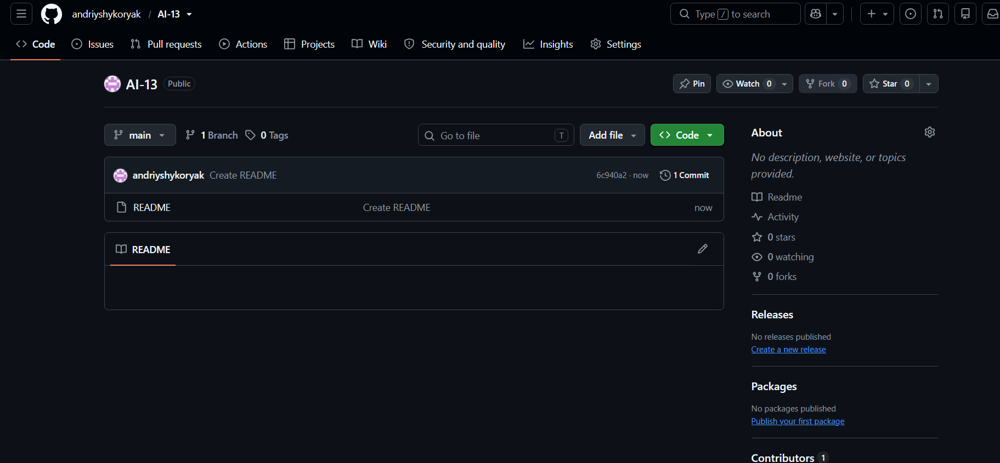 andriyshykoryak / AI-13
Type / to search
Code Issues Pull requests Actions Projects Wiki Security and quality Insights Settings
AI-13 Public
Pin Watch 0 Fork 0 Star 0
main 1 Branch 0 Tags
Go to file T Add file Code
andriyshykoryak Create README 6c940a2 · now 1 Commit
README Create README now
README
About
No description, website, or topics
provided.
Readme
Activity
0 stars
0 watching
0 forks
Releases
No releases published
Create a new release
Packages
No packages published
Publish your first package
Contributors 1